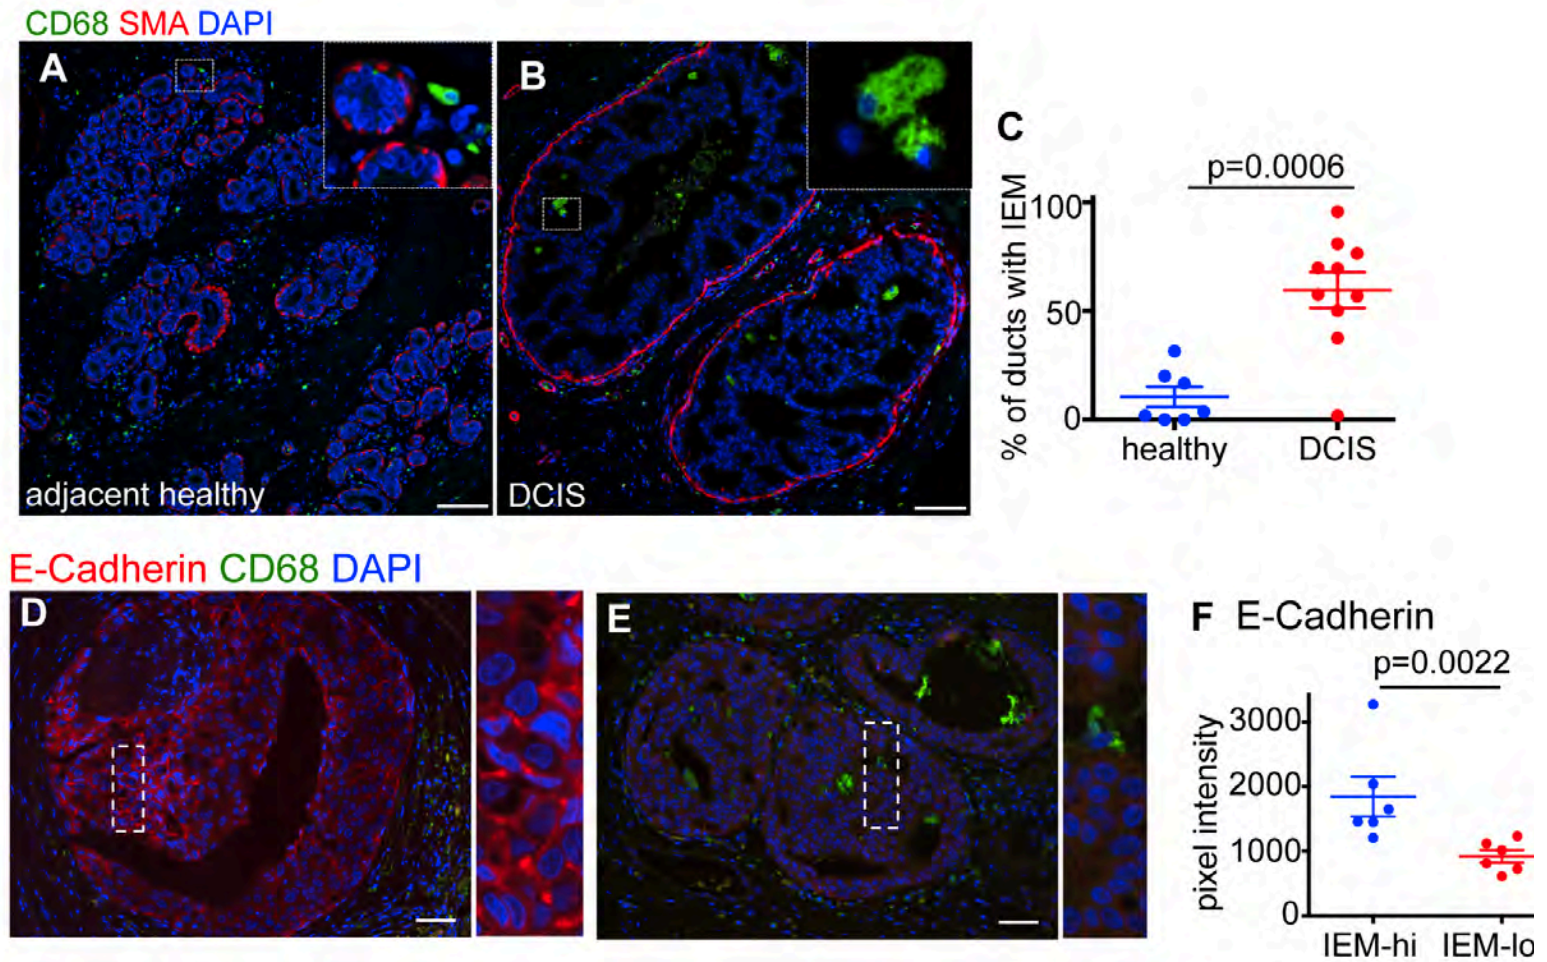 CD68 SMA DAPI
A
adjacent healthy
B
DCIS
C
p=0.0006
% of ducts with IEM
100
50
0
healthy DCIS
E-Cadherin CD68 DAPI
D
E
F E-Cadherin
p=0.0022
pixel intensity
3000
2000
1000
0
IEM-hi IEM-lo